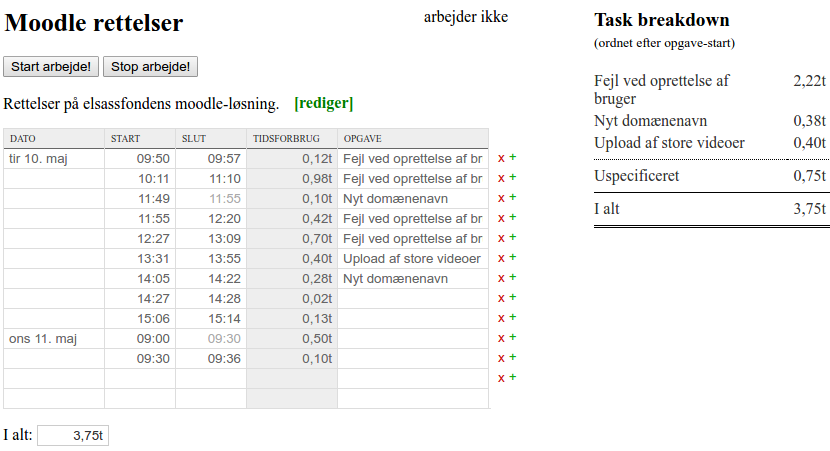 Moodle rettelser
arbejder ikke
Start arbejde! Stop arbejde!
Rettelser på elsassfondens moodle-løsning. [rediger]
DATO START SLUT TIDSFORBRUG OPGAVE
tir 10. maj 09:50 09:57 0,12t Fejl ved oprettelse af br x +
10:11 11:10 0,98t Fejl ved oprettelse af br x +
11:49 11:55 0,10t Nyt domænenavn x +
11:55 12:20 0,42t Fejl ved oprettelse af br x +
12:27 13:09 0,70t Fejl ved oprettelse af br x +
13:31 13:55 0,40t Upload af store videoer x +
14:05 14:22 0,28t Nyt domænenavn x +
14:27 14:28 0,02t x +
15:06 15:14 0,13t x +
ons 11. maj 09:00 09:30 0,50t x +
09:30 09:36 0,10t x +
x +
I alt: 3,75t
Task breakdown
(ordnet efter opgave-start)
Fejl ved oprettelse af 2,22t
bruger
Nyt domænenavn 0,38t
Upload af store videoer 0,40t
Uspecificeret 0,75t
I alt 3,75t